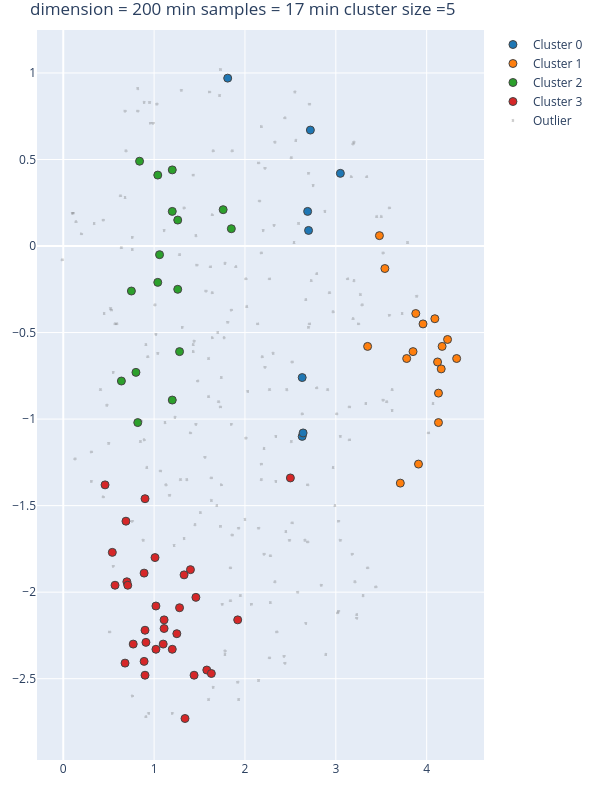 dimension = 200 min samples = 17 min cluster size =5
Cluster 0
Cluster 1
Cluster 2
Cluster 3
Outlier
1
0.5
0
−0.5
−1
−1.5
−2
−2.5
0 1 2 3 4